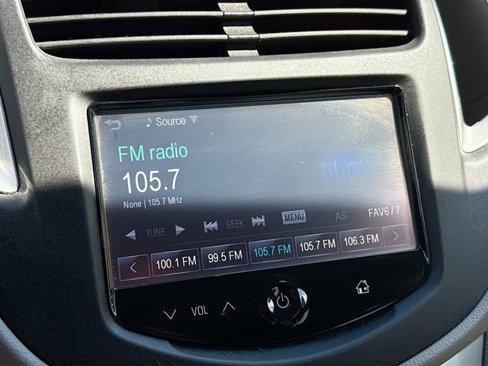 Source
FM radio
105.7
None | 105.7 MHz
TUNE SEEK MENU AS FAV6 / 7
100.1 FM 99.5 FM 105.7 FM 105.7 FM 106.3 FM
VOL